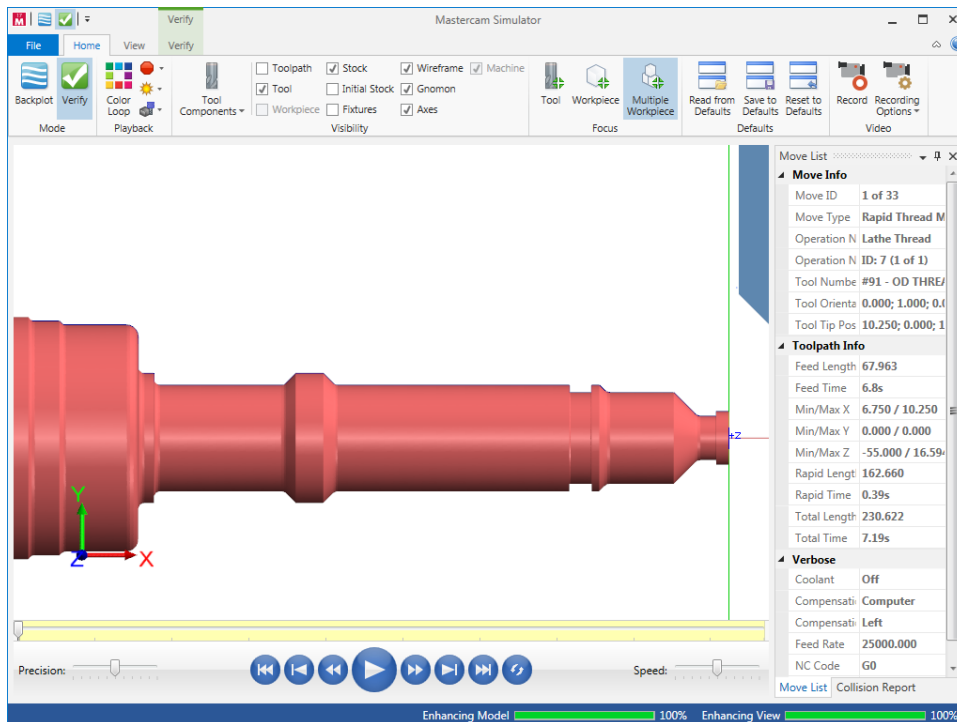 Verify
Mastercam Simulator
File Home View Verify
Backplot Verify
Mode
Color Loop
Playback
Tool Components
Toolpath Stock Wireframe Machine
Tool Initial Stock Gnomon
Workpiece Fixtures Axes
Visibility
Tool Workpiece Multiple Workpiece
Focus
Read from Defaults Save to Defaults Reset to Defaults
Defaults
Record Recording Options
Video
Move List
Move Info
Move ID 1 of 33
Move Type Rapid Thread M
Operation N Lathe Thread
Operation N ID: 7 (1 of 1)
Tool Numbe #91 - OD THREA
Tool Orienta 0.000; 1.000; 0.0
Tool Tip Pos 10.250; 0.000; 1
Toolpath Info
Feed Length 67.963
Feed Time 6.8s
Min/Max X 6.750 / 10.250
Min/Max Y 0.000 / 0.000
Min/Max Z -55.000 / 16.594
Rapid Lengt 162.660
Rapid Time 0.39s
Total Length 230.622
Total Time 7.19s
Verbose
Coolant Off
Compensati Computer
Compensati Left
Feed Rate 25000.000
NC Code G0
Move List Collision Report
+Z
Y
Z X
Precision: Speed:
Enhancing Model 100% Enhancing View 100%